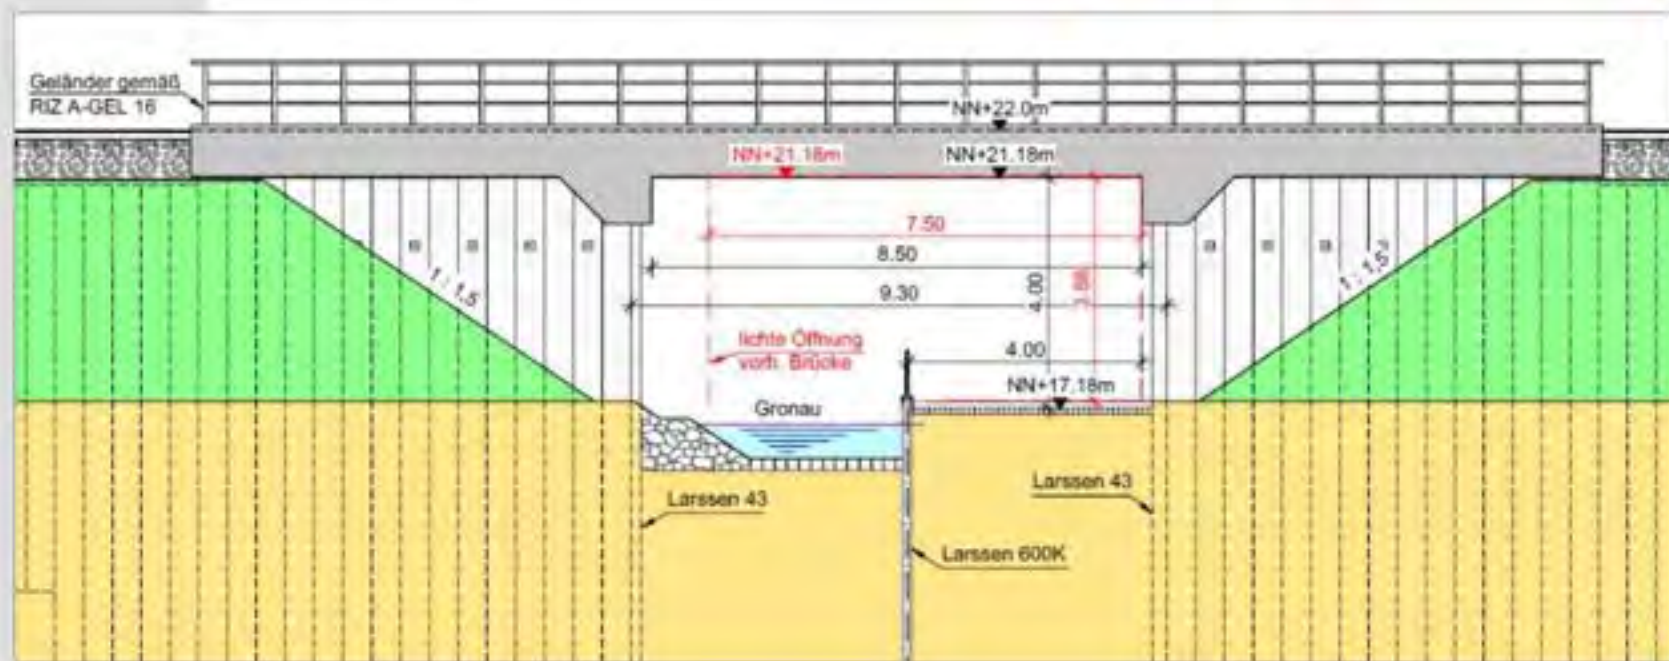 Geländer gemäß
RIZ A-GEL 16
NN+22.0m
NN+21.18m
NN+21.18m
7.50
8.50
9.30
4.00
1 : 1,5
1 : 1,5
lichte Öffnung
vorh. Brücke
4.00
NN+17.18m
Gronau
Larssen 43
Larssen 43
Larssen 600K